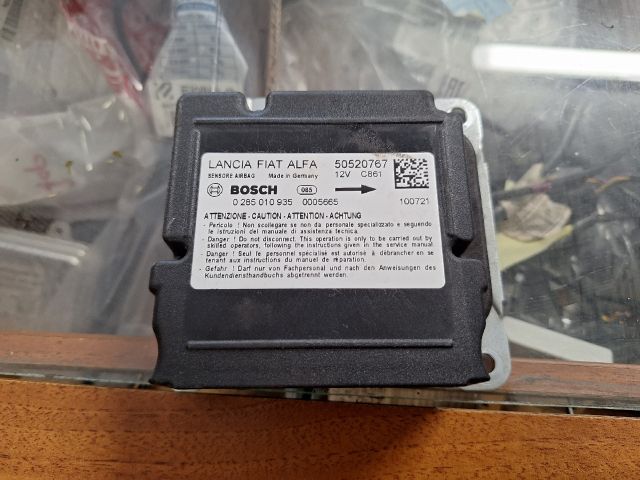 LANCIA FIAT ALFA 50520767
SENSORE AIRBAG Made in Germany 12V C861
BOSCH 085
0 285 010 935 0005665 100721
ATTENZIONE - CAUTION - ATTENTION - ACHTUNG
- Pericolo ! Non scollegare se non da personale specializzato e seguendo
le istruzioni del manuale di assistenza tecnica.
- Danger ! Do not disconnect. This operation is only to be carried out by
skilled operators, following the instructions given in the service manual.
- Danger ! Seul le personnel spécialisé est autorisé à débrancher en se
tenant aux instructions du manuel de réparation.
- Gefahr ! Darf nur von Fachpersonal und nach den Anweisungen des
Kundendiensthandbuchs abgetrennt werden.